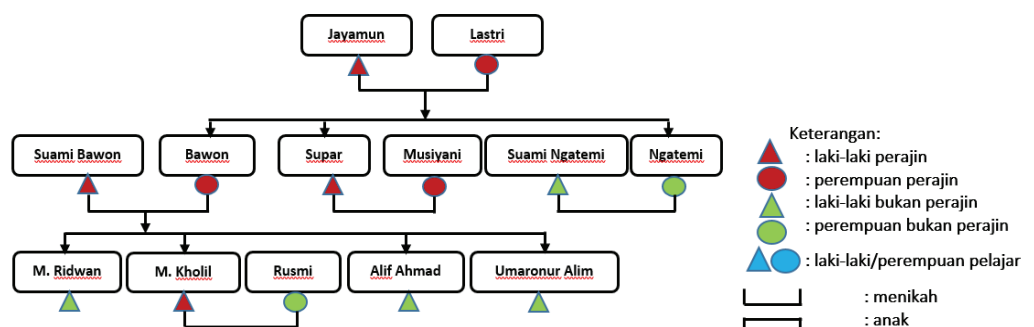 Jayamun Lastri
Suami Bawon Bawon Supar Musiyani Suami Ngatemi Ngatemi
M. Ridwan M. Kholil Rusmi Alif Ahmad Umaronur Alim
Keterangan:
: laki-laki perajin
: perempuan perajin
: laki-laki bukan perajin
: perempuan bukan perajin
: laki-laki/perempuan pelajar
: menikah
: anak